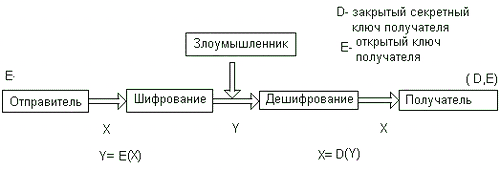 D- закрытый секретный
ключ получателя
E- открытый ключ
получателя
Злоумышленник
E-
( D,E)
Отправитель
Шифрование
Дешифрование
Получатель
X
Y
X
Y= E(X)
X= D(Y)